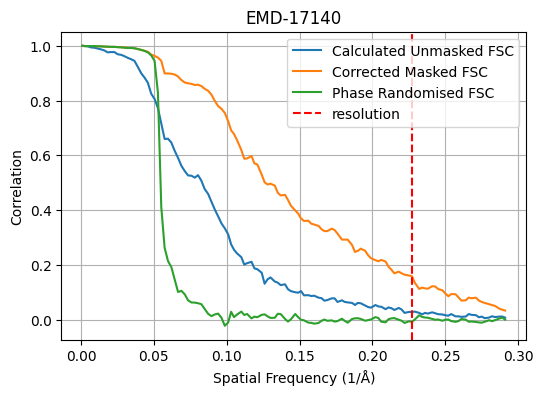 EMD-17140
Calculated Unmasked FSC
Corrected Masked FSC
Phase Randomised FSC
resolution
Correlation
1.0
0.8
0.6
0.4
0.2
0.0
0.00 0.05 0.10 0.15 0.20 0.25 0.30
Spatial Frequency (1/Å)